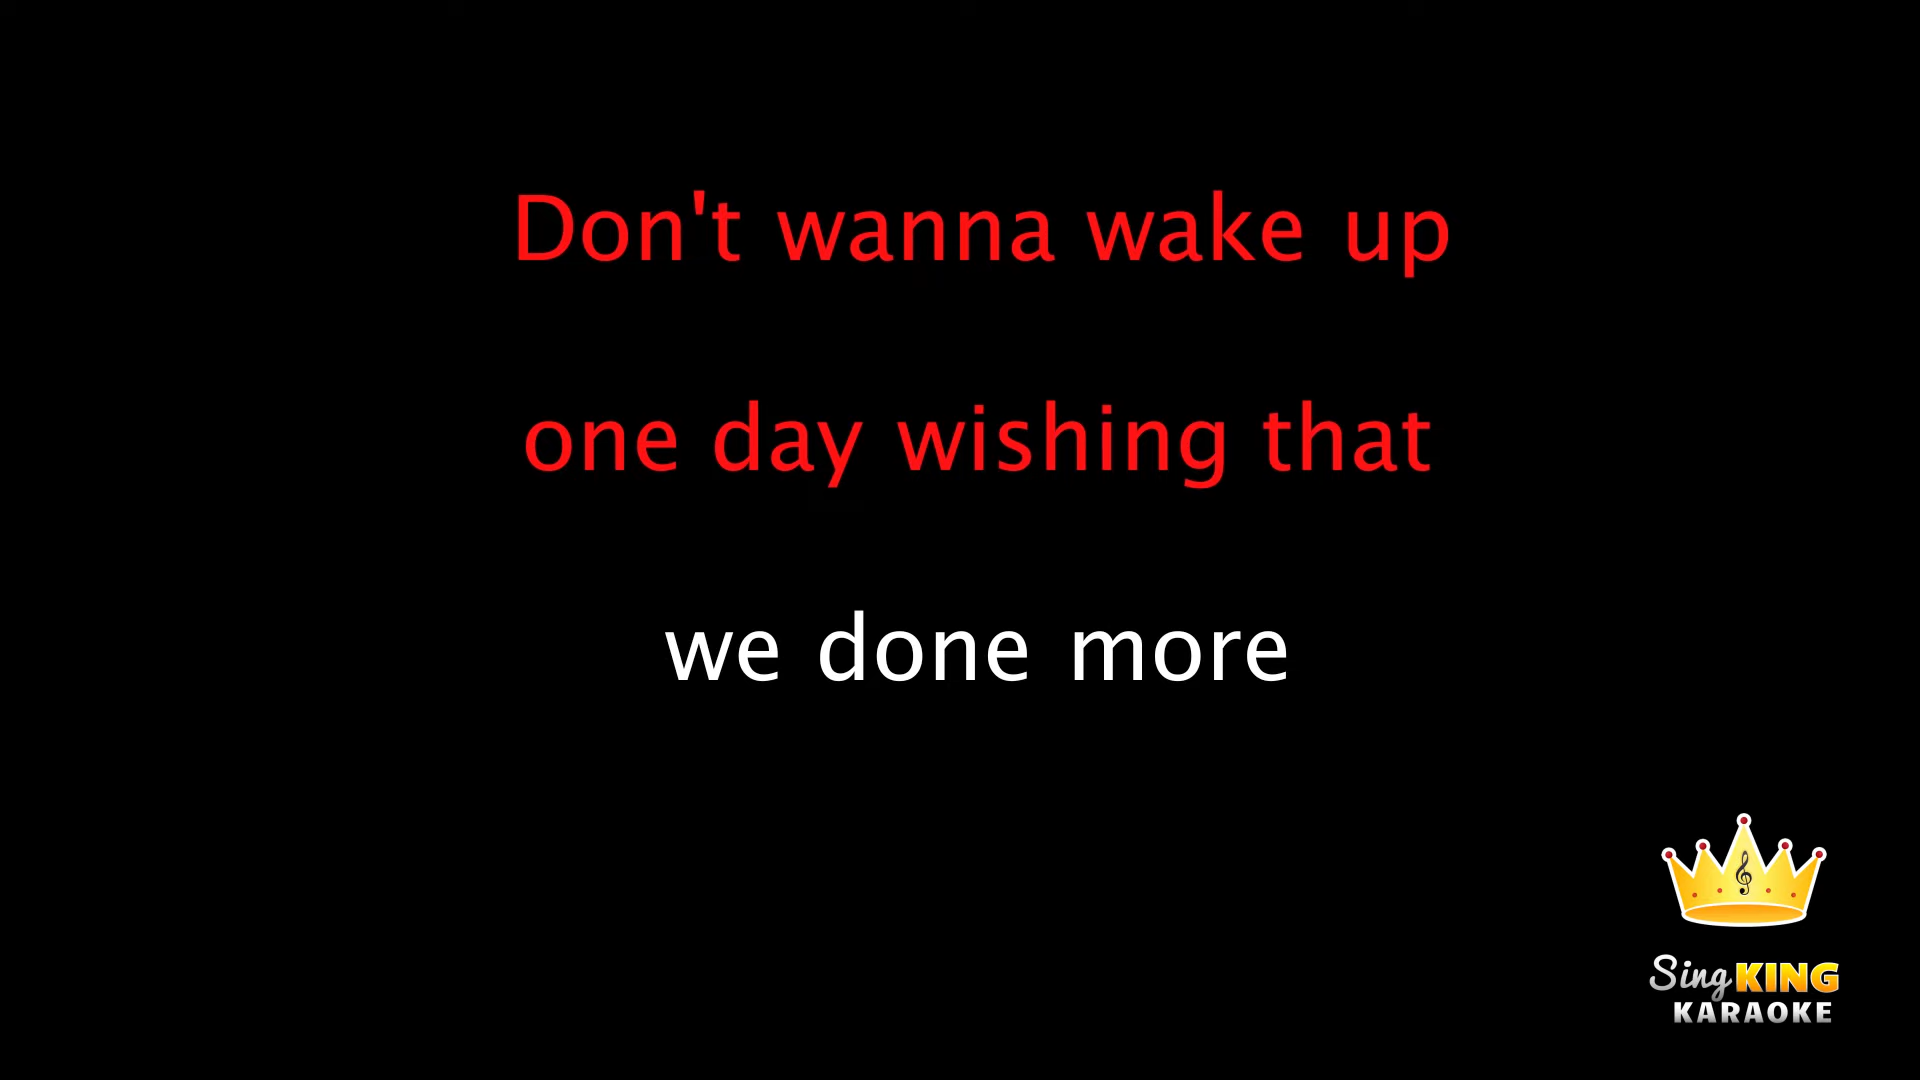 Don't wanna wake up
one day wishing that
we done more
Sing KING
KARAOKE